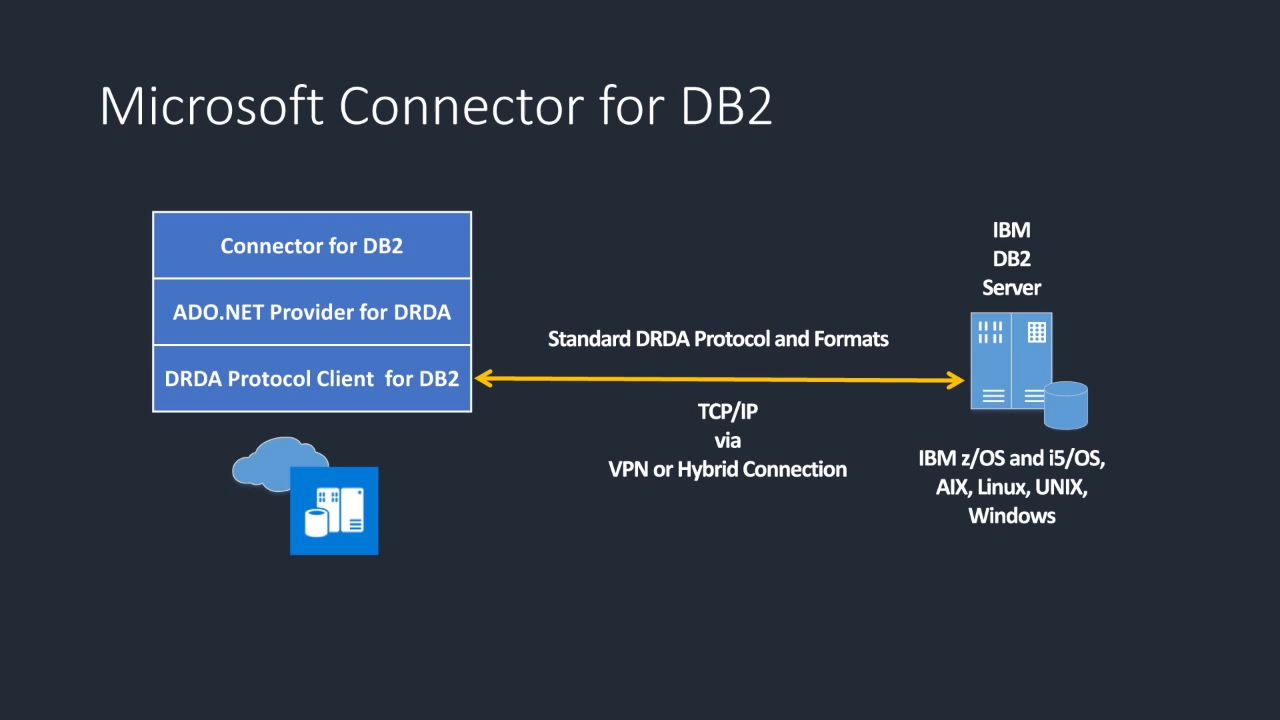 Microsoft Connector for DB2
Connector for DB2
ADO.NET Provider for DRDA
DRDA Protocol Client for DB2
Standard DRDA Protocol and Formats
TCP/IP
via
VPN or Hybrid Connection
IBM
DB2
Server
IBM z/OS and i5/OS,
AIX, Linux, UNIX,
Windows